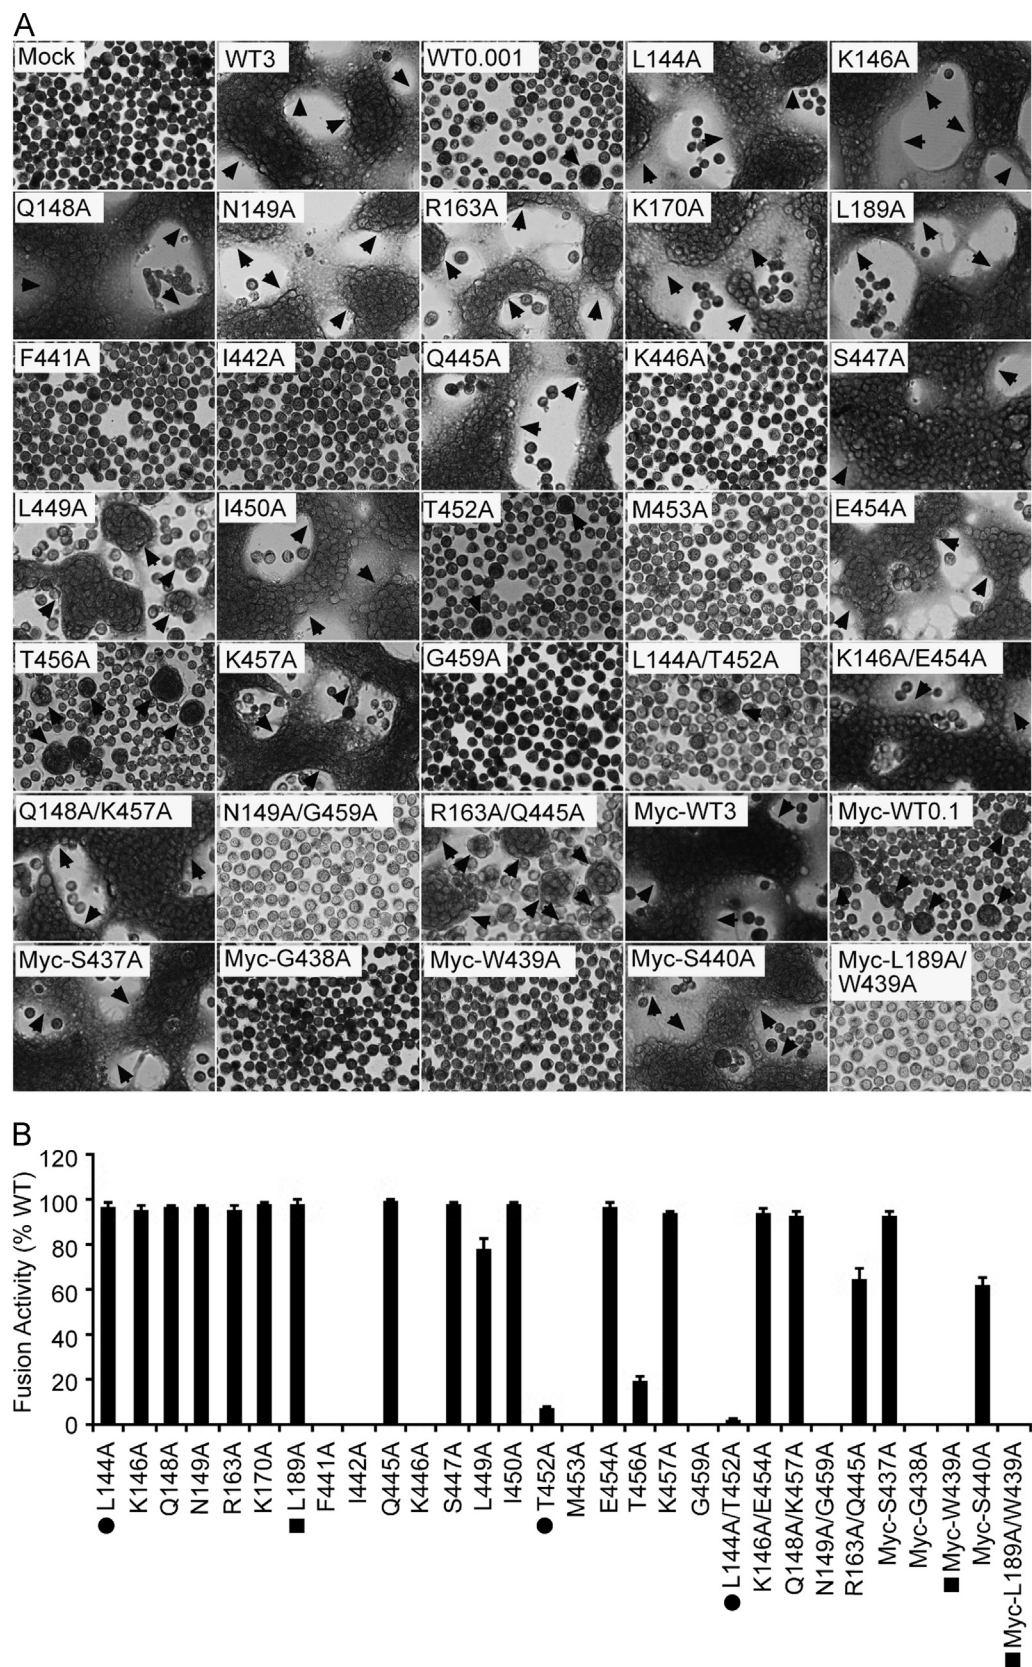 A
Mock
WT3
WT0.001
L144A
K146A
Q148A
N149A
R163A
K170A
L189A
F441A
I442A
Q445A
K446A
S447A
L449A
I450A
T452A
M453A
E454A
T456A
K457A
G459A
L144A/T452A
K146A/E454A
Q148A/K457A
N149A/G459A
R163A/Q445A
Myc-WT3
Myc-WT0.1
Myc-S437A
Myc-G438A
Myc-W439A
Myc-S440A
Myc-L189A/
W439A
B
Fusion Activity (% WT)
120
100
80
60
40
20
0
L144A
K146A
Q148A
N149A
R163A
K170A
L189A
F441A
I442A
Q445A
K446A
S447A
L449A
I450A
T452A
M453A
E454A
T456A
K457A
G459A
L144A/T452A
K146A/E454A
Q148A/K457A
N149A/G459A
R163A/Q445A
Myc-S437A
Myc-G438A
Myc-W439A
Myc-S440A
Myc-L189A/W439A